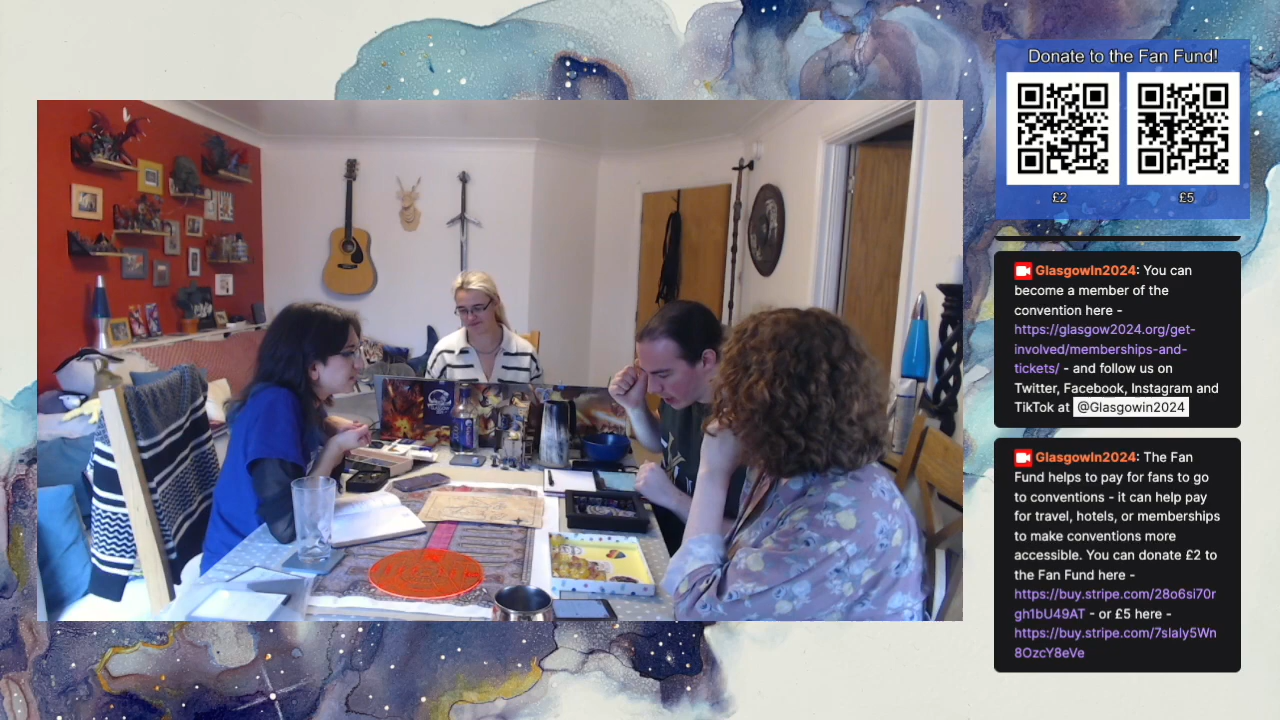 Donate to the Fan Fund!
£2
£5
GlasgowIn2024: You can
become a member of the
convention here -
https://glasgow2024.org/get-
involved/memberships-and-
tickets/ - and follow us on
Twitter, Facebook, Instagram and
TikTok at @Glasgowin2024
GlasgowIn2024: The Fan
Fund helps to pay for fans to go
to conventions - it can help pay
for travel, hotels, or memberships
to make conventions more
accessible. You can donate £2 to
the Fan Fund here -
https://buy.stripe.com/28o6si70r
gh1bU49AT - or £5 here -
https://buy.stripe.com/7slaly5Wn
8OzcY8eVe